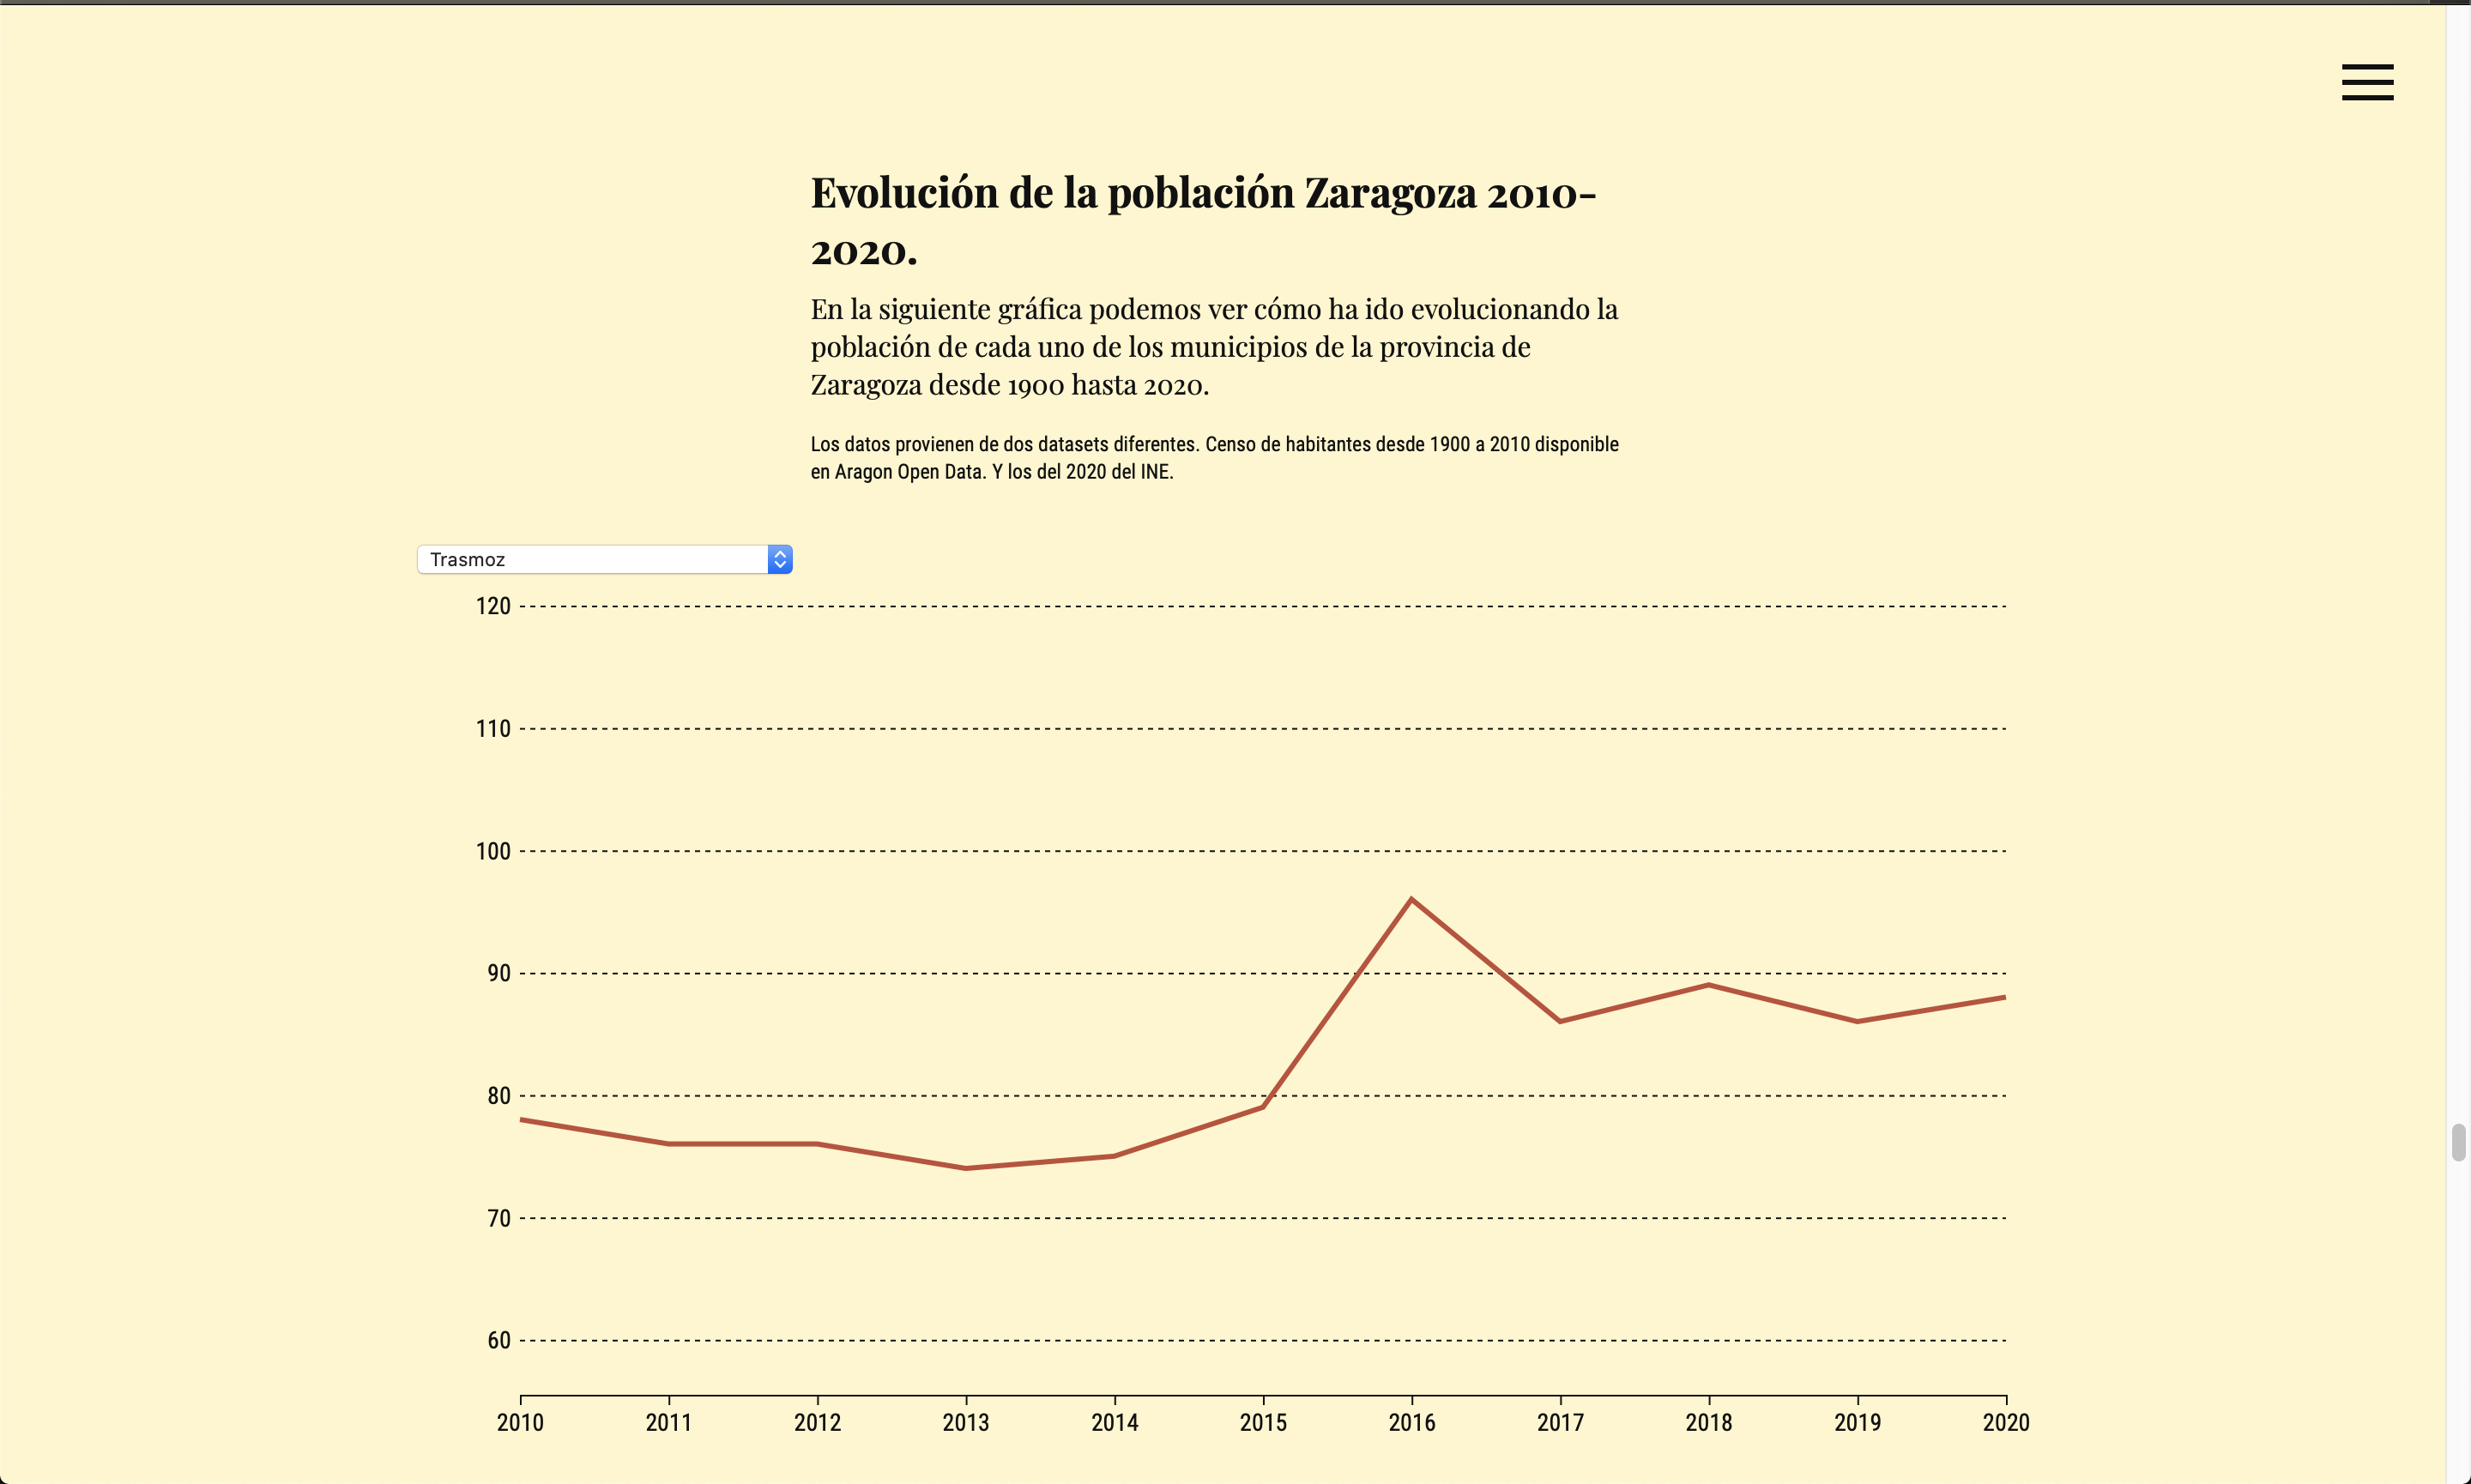 Evolución de la población Zaragoza 2010-
2020.
En la siguiente gráfica podemos ver cómo ha ido evolucionando la
población de cada uno de los municipios de la provincia de
Zaragoza desde 1900 hasta 2020.
Los datos provienen de dos datasets diferentes. Censo de habitantes desde 1900 a 2010 disponible
en Aragon Open Data. Y los del 2020 del INE.
Trasmoz
120
110
100
90
80
70
60
2010 2011 2012 2013 2014 2015 2016 2017 2018 2019 2020